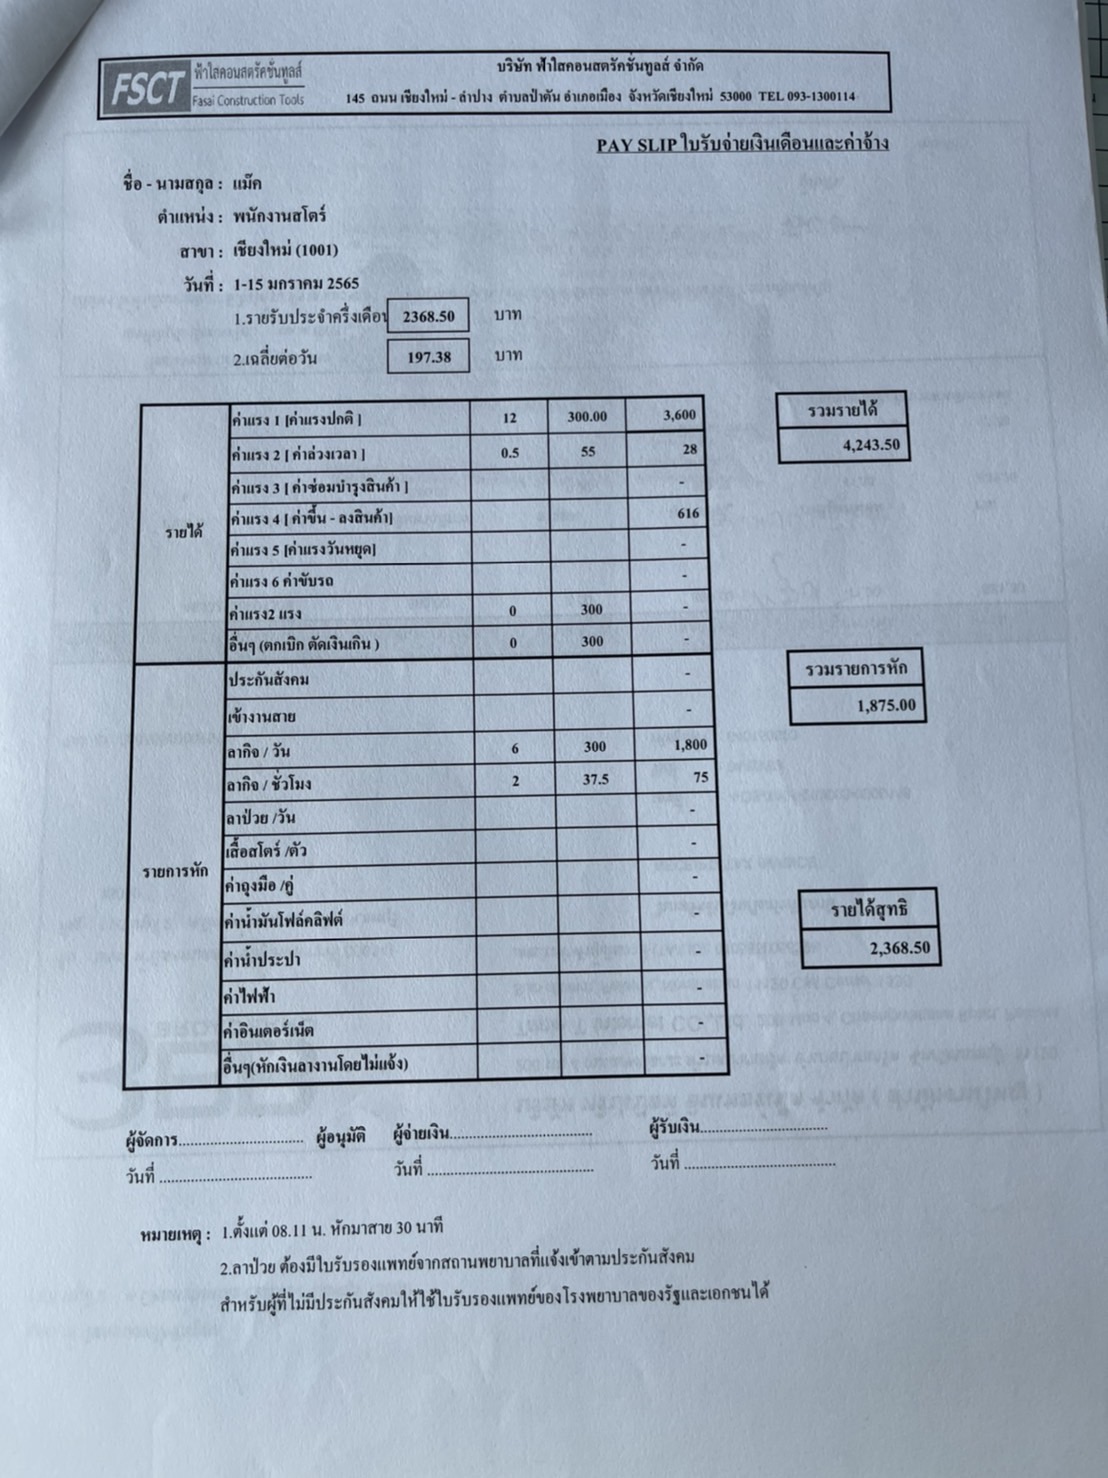 FSCT ฟ้าใสคอนสตรัคชั่นทูลส์ บริษัท ฟ้าใสคอนสตรัคชั่นทูลส์ จำกัด
Fasai Construction Tools 145 ถนน เชียงใหม่ - ลำปาง ตำบลป่าตัน อำเภอเมือง จังหวัดเชียงใหม่ 53000 TEL 093-1300114
PAY SLIP ใบรับจ่ายเงินเดือนและค่าจ้าง
ชื่อ - นามสกุล : แม๊ค
ตำแหน่ง : พนักงานสโตร์
สาขา : เชียงใหม่ (1001)
วันที่ : 1-15 มกราคม 2565
1.รายรับประจำครึ่งเดือน 2368.50 บาท
2.เฉลี่ยต่อวัน 197.38 บาท
รายได้
ค่าแรง 1 [ค่าแรงปกติ ] 12 300.00 3,600
ค่าแรง 2 [ ค่าล่วงเวลา ] 0.5 55 28
ค่าแรง 3 [ ค่าซ่อมบำรุงสินค้า ] -
ค่าแรง 4 [ ค่าขึ้น - ลงสินค้า] 616
ค่าแรง 5 [ค่าแรงวันหยุด] -
ค่าแรง 6 ค่าขับรถ -
ค่าแรง2 แรง 0 300 -
อื่นๆ (ตกเบิก ตัดเงินเกิน ) 0 300 -
รวมรายได้
4,243.50
รายการหัก
ประกันสังคม -
เข้างานสาย -
ลากิจ / วัน 6 300 1,800
ลากิจ / ชั่วโมง 2 37.5 75
ลาป่วย /วัน -
เสื้อสโตร์ /ตัว -
ค่าถุงมือ /คู่ -
ค่าน้ำมันโฟล์คลิฟต์ -
ค่าน้ำประปา -
ค่าไฟฟ้า -
ค่าอินเตอร์เน็ต -
อื่นๆ(หักเงินลางานโดยไม่แจ้ง) -
รวมรายการหัก
1,875.00
รายได้สุทธิ
2,368.50
ผู้จัดการ............................... ผู้อนุมัติ ผู้จ่ายเงิน................................... ผู้รับเงิน...............................
วันที่ ..................................... วันที่ ......................................... วันที่ .....................................
หมายเหตุ : 1.ตั้งแต่ 08.11 น. หักมาสาย 30 นาที
2.ลาป่วย ต้องมีใบรับรองแพทย์จากสถานพยาบาลที่แจ้งเข้าตามประกันสังคม
สำหรับผู้ที่ไม่มีประกันสังคมให้ใช้ใบรับรองแพทย์ของโรงพยาบาลของรัฐและเอกชนได้